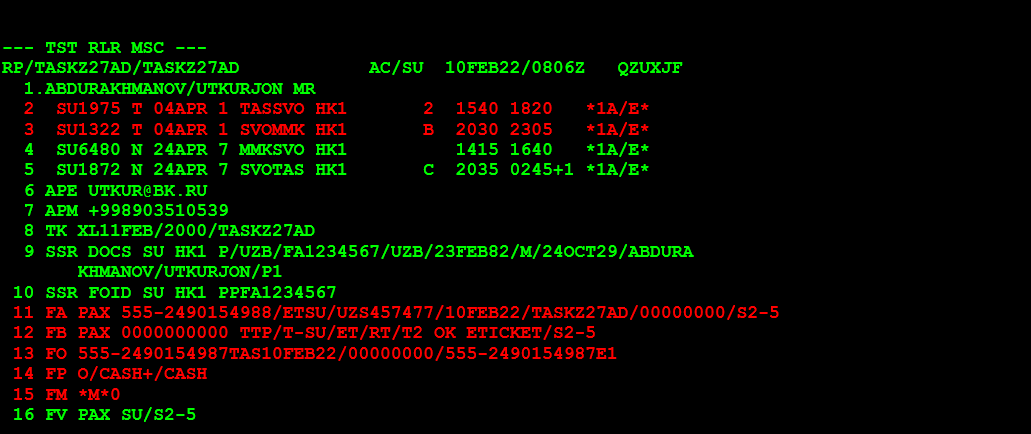 --- TST RLR MSC ---
RP/TASKZ27AD/TASKZ27AD            AC/SU  10FEB22/0806Z   QZUXJF
  1.ABDURAKHMANOV/UTKURJON MR
  2  SU1975 T 04APR 1 TASSVO HK1       2  1540 1820   *1A/E*
  3  SU1322 T 04APR 1 SVOMMK HK1       B  2030 2305   *1A/E*
  4  SU6480 N 24APR 7 MMKSVO HK1          1415 1640   *1A/E*
  5  SU1872 N 24APR 7 SVOTAS HK1       C  2035 0245+1 *1A/E*
  6 APE UTKUR@BK.RU
  7 APM +998903510539
  8 TK XL11FEB/2000/TASKZ27AD
  9 SSR DOCS SU HK1 P/UZB/FA1234567/UZB/23FEB82/M/24OCT29/ABDURA
       KHMANOV/UTKURJON/P1
 10 SSR FOID SU HK1 PPFA1234567
 11 FA PAX 555-2490154988/ETSU/UZS457477/10FEB22/TASKZ27AD/00000000/S2-5
 12 FB PAX 0000000000 TTP/T-SU/ET/RT/T2 OK ETICKET/S2-5
 13 FO 555-2490154987TAS10FEB22/00000000/555-2490154987E1
 14 FP O/CASH+/CASH
 15 FM *M*0
 16 FV PAX SU/S2-5